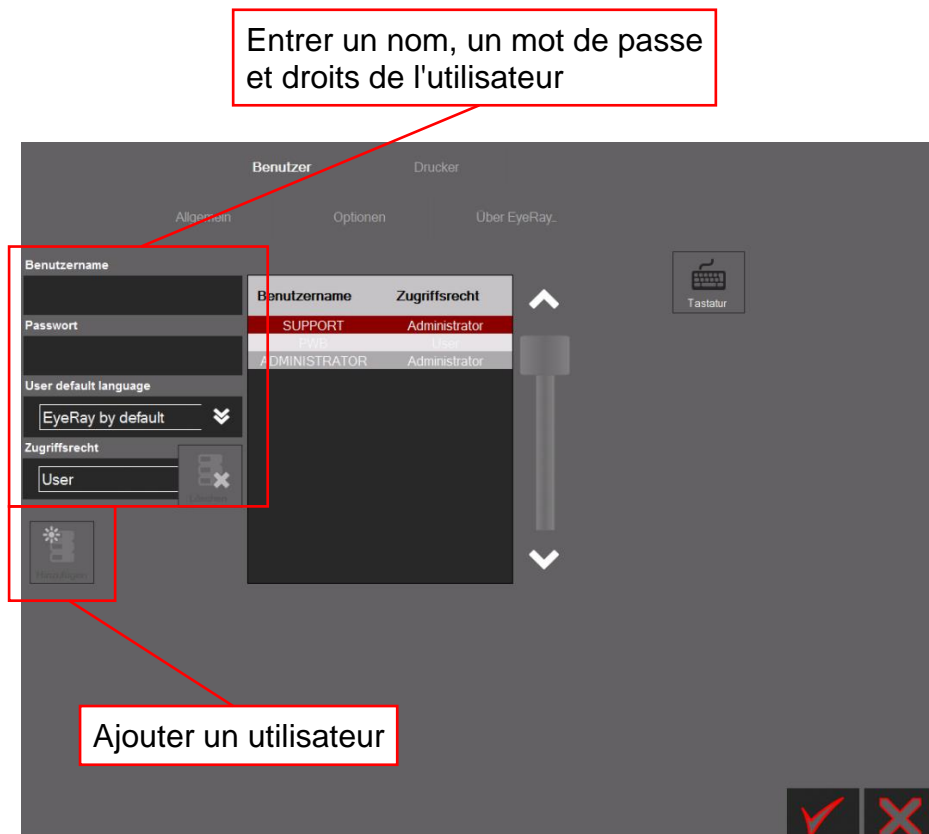 Entrer un nom, un mot de passe
et droits de l'utilisateur
Benutzer Drucker
Allgemein Optionen Über EyeRay..
Benutzername
Passwort
User default language
EyeRay by default
Zugriffsrecht
User
Löschen
Hinzufügen
Benutzername Zugriffsrecht
SUPPORT Administrator
PWB User
ADMINISTRATOR Administrator
Tastatur
Ajouter un utilisateur